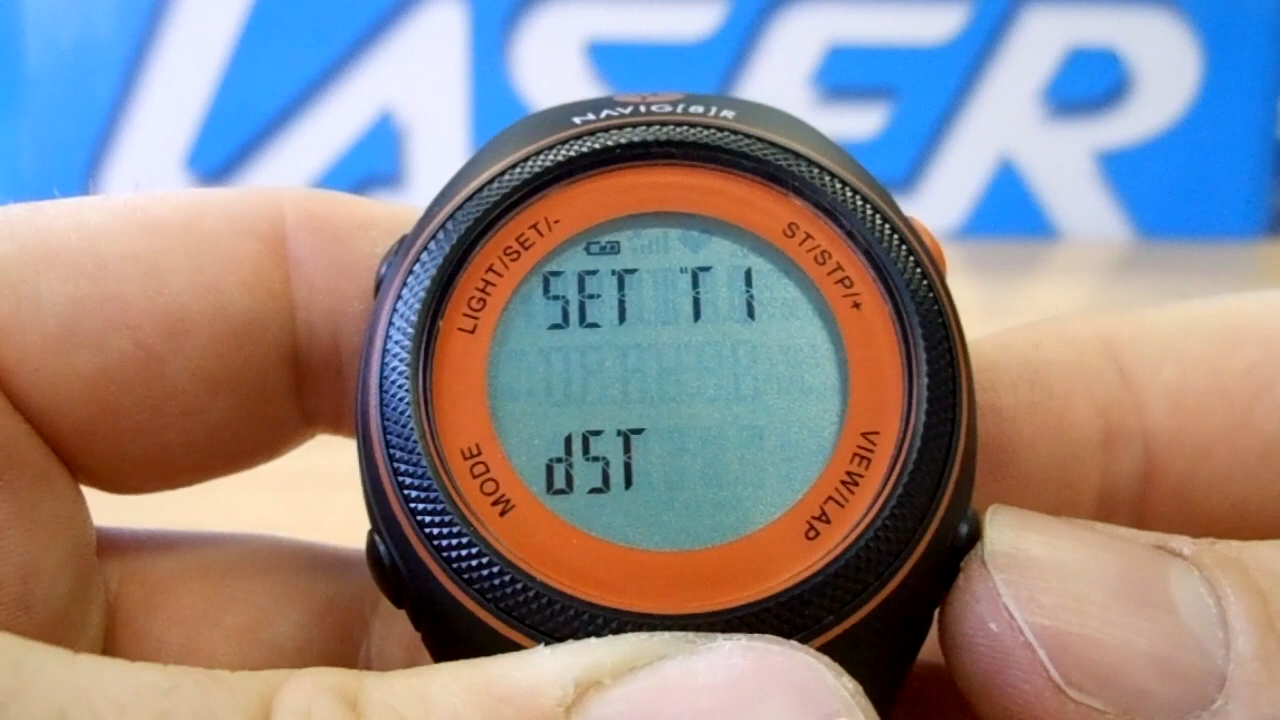 LASER
NAVIG[8]R
LIGHT/SET/-
ST/STP/+
SET T1
dST
MODE
VIEW/LAP